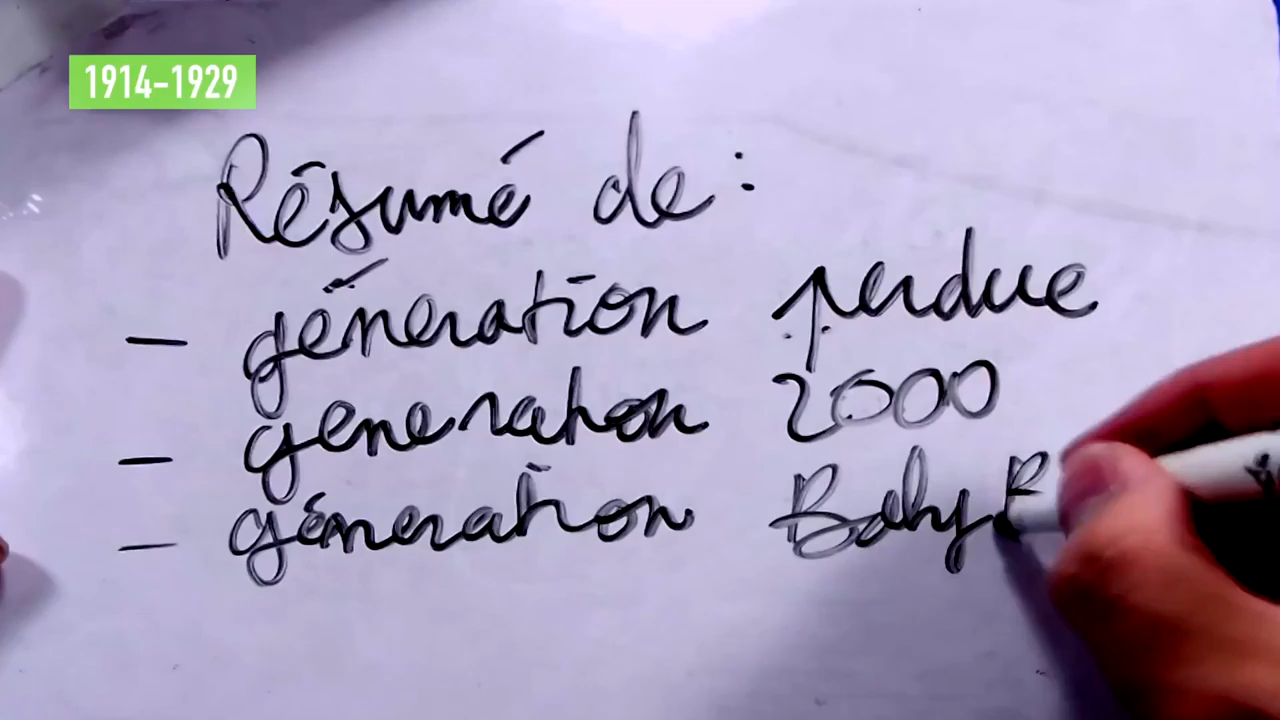 1914-1929
Résumé de :
- génération perdue
- generation 2000
- génération Baby B